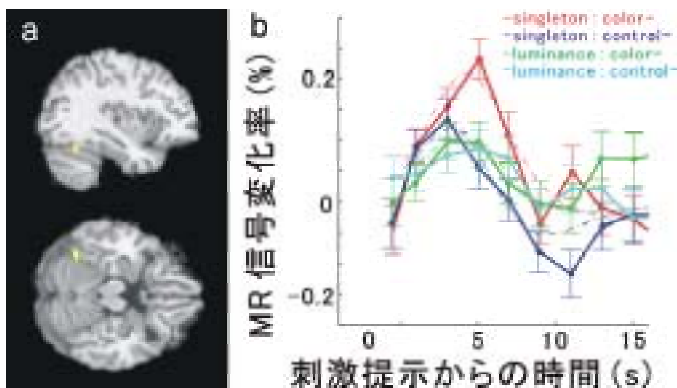 a
b
-singleton : color-
-singleton : control-
-luminance : color-
-luminance : control-
MR 信号変化率 (%)
0.2
0
-0.2
0
5
10
15
刺激提示からの時間 (s)